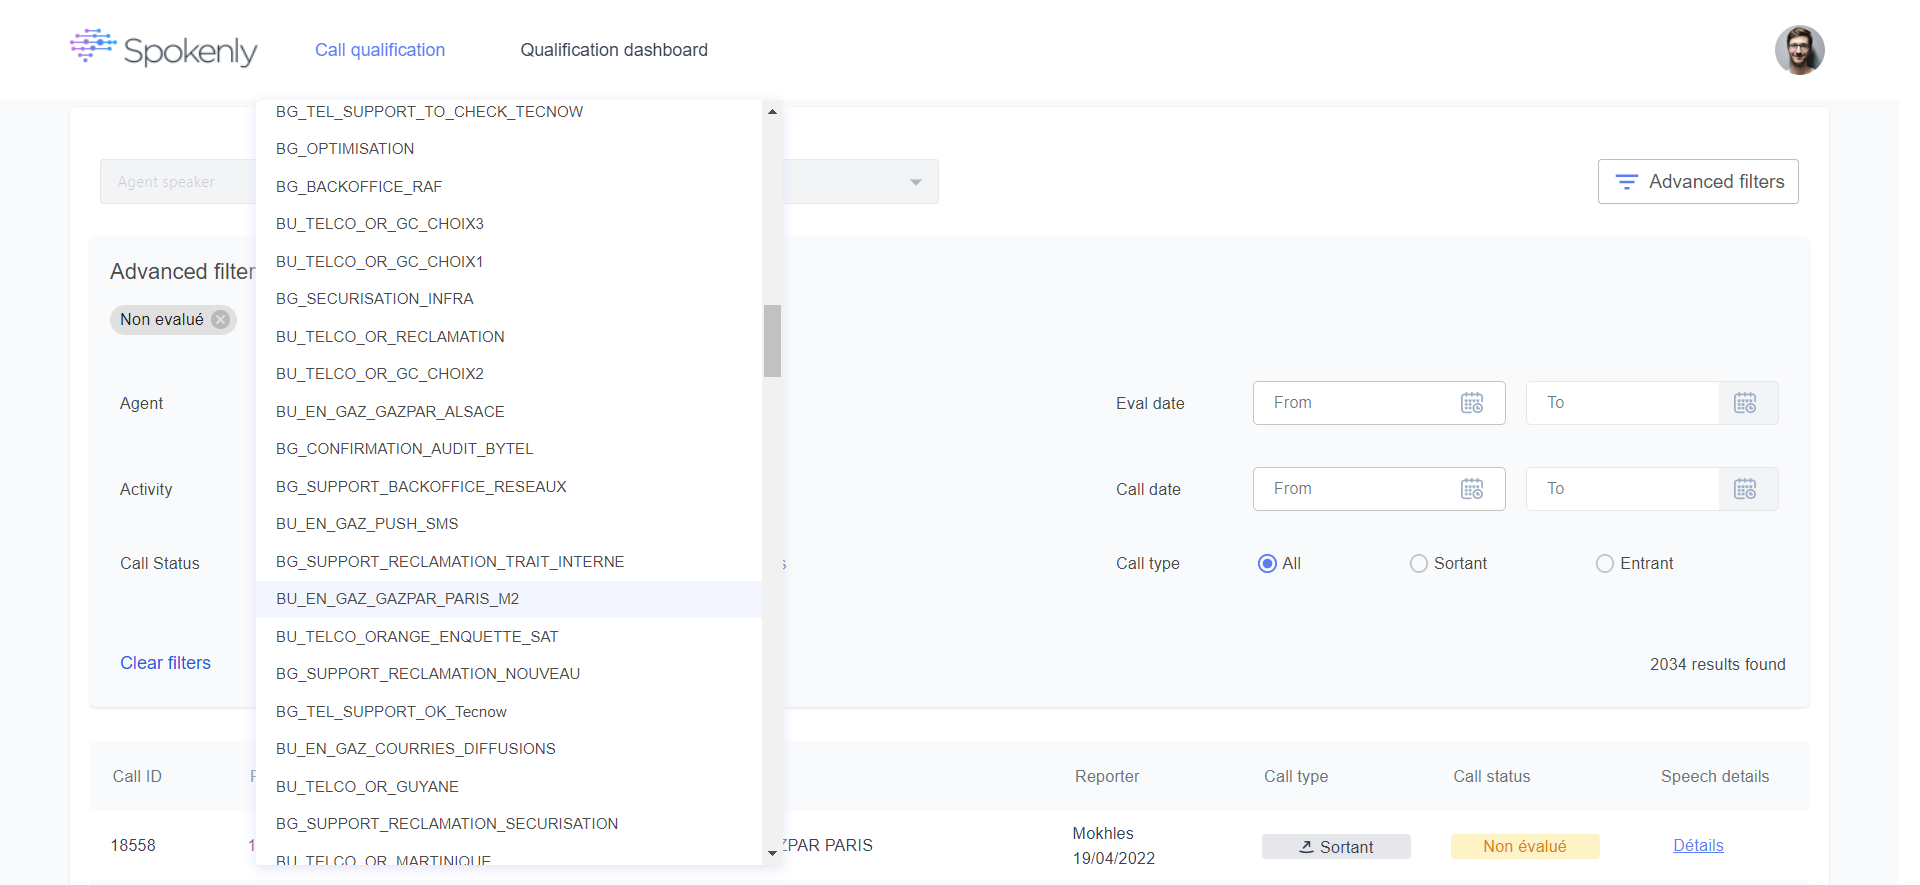 Spokenly
Call qualification
Qualification dashboard
BG_TEL_SUPPORT_TO_CHECK_TECNOW
BG_OPTIMISATION
BG_BACKOFFICE_RAF
BU_TELCO_OR_GC_CHOIX3
BU_TELCO_OR_GC_CHOIX1
BG_SECURISATION_INFRA
BU_TELCO_OR_RECLAMATION
BU_TELCO_OR_GC_CHOIX2
BU_EN_GAZ_GAZPAR_ALSACE
BG_CONFIRMATION_AUDIT_BYTEL
BG_SUPPORT_BACKOFFICE_RESEAUX
BU_EN_GAZ_PUSH_SMS
BG_SUPPORT_RECLAMATION_TRAIT_INTERNE
BU_EN_GAZ_GAZPAR_PARIS_M2
BU_TELCO_ORANGE_ENQUETTE_SAT
BG_SUPPORT_RECLAMATION_NOUVEAU
BG_TEL_SUPPORT_OK_Tecnow
BU_EN_GAZ_COURRIES_DIFFUSIONS
BU_TELCO_OR_GUYANE
BG_SUPPORT_RECLAMATION_SECURISATION
BU_TELCO_OR_MARTINIQUE
Agent speaker
Advanced filters
Advanced filter
Non evalué
Agent
Eval date
From
To
Activity
Call date
From
To
Call Status
s
Call type
All
Sortant
Entrant
Clear filters
2034 results found
Call ID
Reporter
Call type
Call status
Speech details
18558
1
ZPAR PARIS
Mokhles
19/04/2022
Sortant
Non évalué
Détails